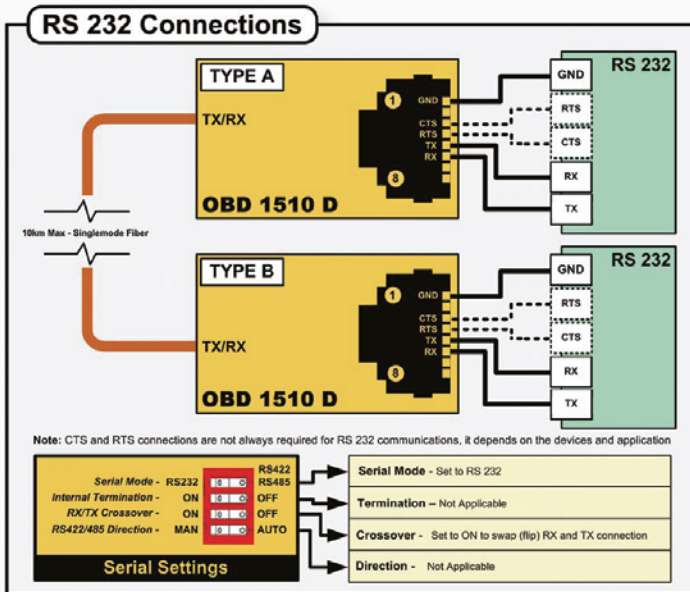 RS 232 Connections
TYPE A
TX/RX
OBD 1510 D
1
GND
CTS
RTS
TX
RX
8
RS 232
GND
RTS
CTS
RX
TX
10km Max - Singlemode Fiber
TYPE B
TX/RX
OBD 1510 D
1
GND
CTS
RTS
TX
RX
8
RS 232
GND
RTS
CTS
RX
TX
Note: CTS and RTS connections are not always required for RS 232 communications, it depends on the devices and application
RS422
Serial Mode - RS232 RS485
Internal Termination - ON OFF
RX/TX Crossover - ON OFF
RS422/485 Direction - MAN AUTO
Serial Settings
Serial Mode - Set to RS 232
Termination – Not Applicable
Crossover - Set to ON to swap (flip) RX and TX connection
Direction - Not Applicable